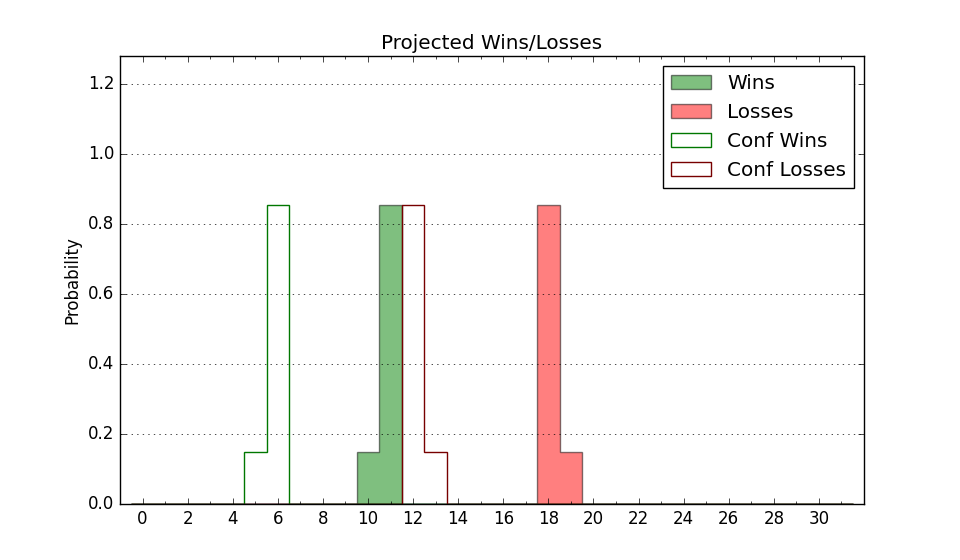 Projected Wins/Losses
1.2
1.0
0.8
0.6
0.4
0.2
0.0
Probability
Wins
Losses
Conf Wins
Conf Losses
0 2 4 6 8 10 12 14 16 18 20 22 24 26 28 30